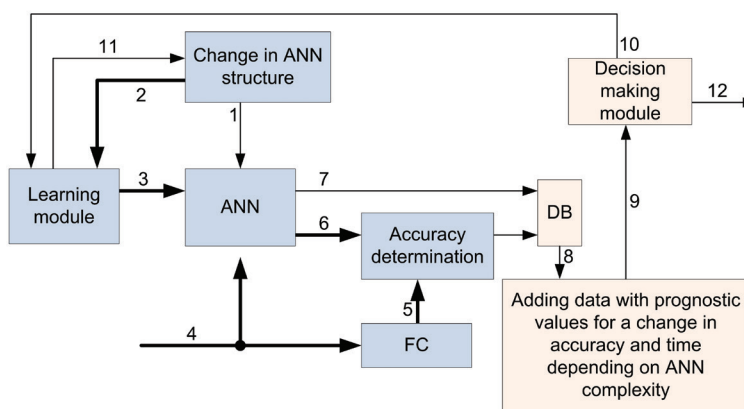 10
11
Change in ANN
structure
Decision
making
module
12
2
1
3
7
Learning
module
ANN
DB
9
6
Accuracy
determination
8
5
Adding data with prognostic
values for a change in
accuracy and time
depending on ANN
complexity
4
FC